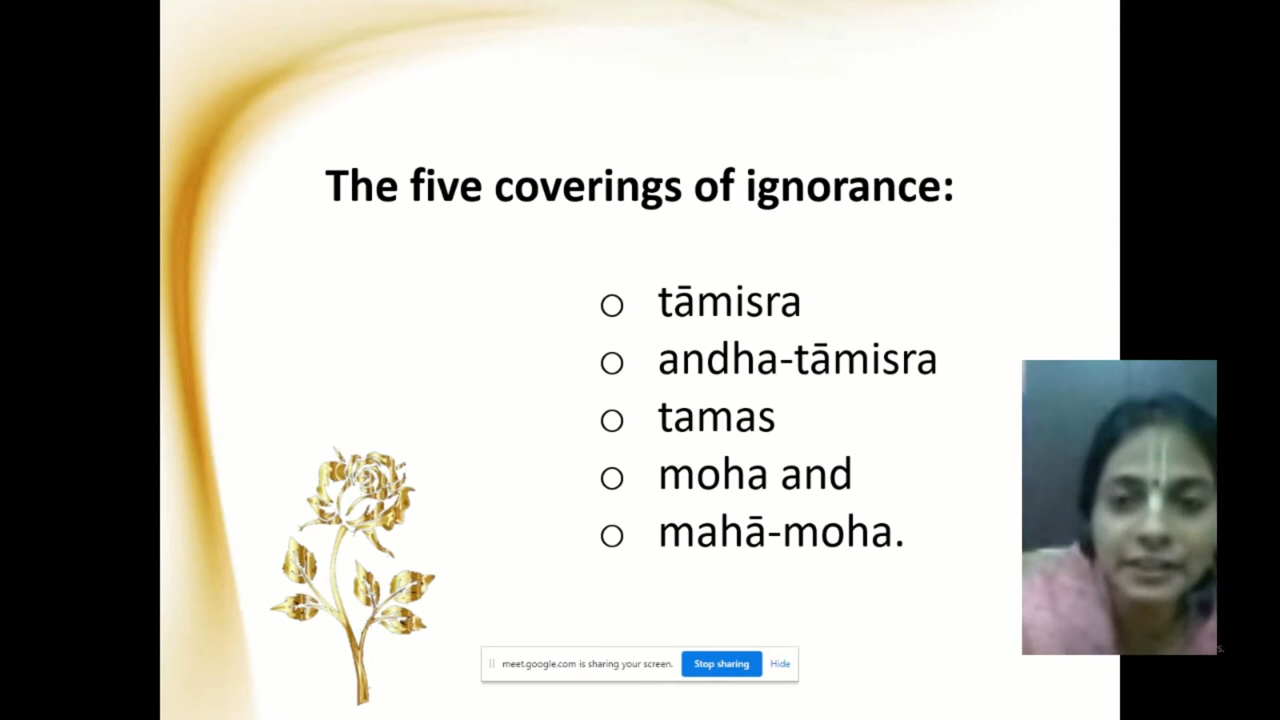 The five coverings of ignorance:
o tāmisra
o andha-tāmisra
o tamas
o moha and
o mahā-moha.
meet.google.com is sharing your screen. Stop sharing Hide
s.